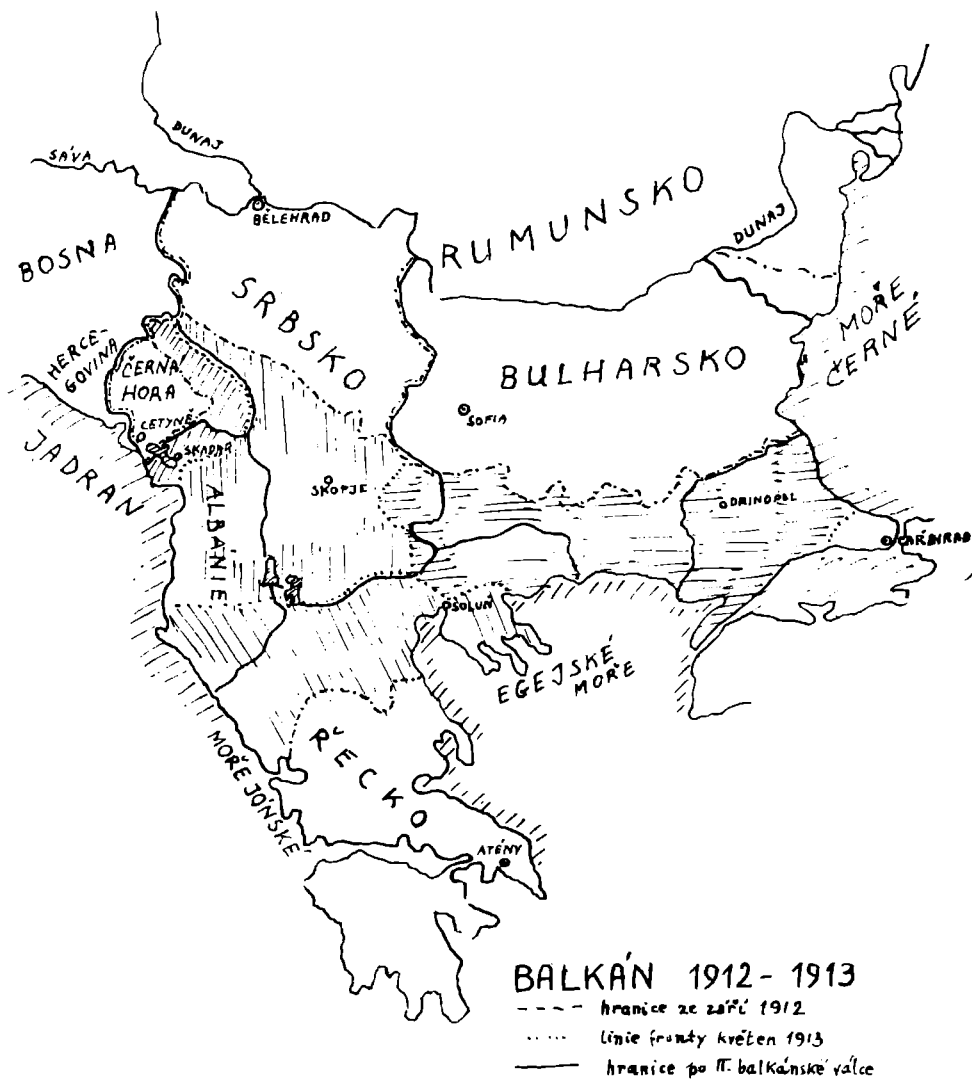 DUNAJ
SÁVA
BĚLEHRAD
RUMUNSKO
DUNAJ
BOSNA
SRBSKO
MOŘE
ČERNÉ
HERCE-
GOVINA
ČERNÁ
HORA
BULHARSKO
SOFIA
CETYNĚ
SKADAR
JADRAN
SKOPJE
DRINOPOL
ALBÁNIE
CARIHRAD
SOLUŇ
EGEJSKÉ
MOŘE
ŘECKO
MOŘE JÓNSKÉ
ATÉNY
BALKÁN 1912-1913
hranice ze září 1912
linie fronty květen 1913
hranice po II. balkánské válce